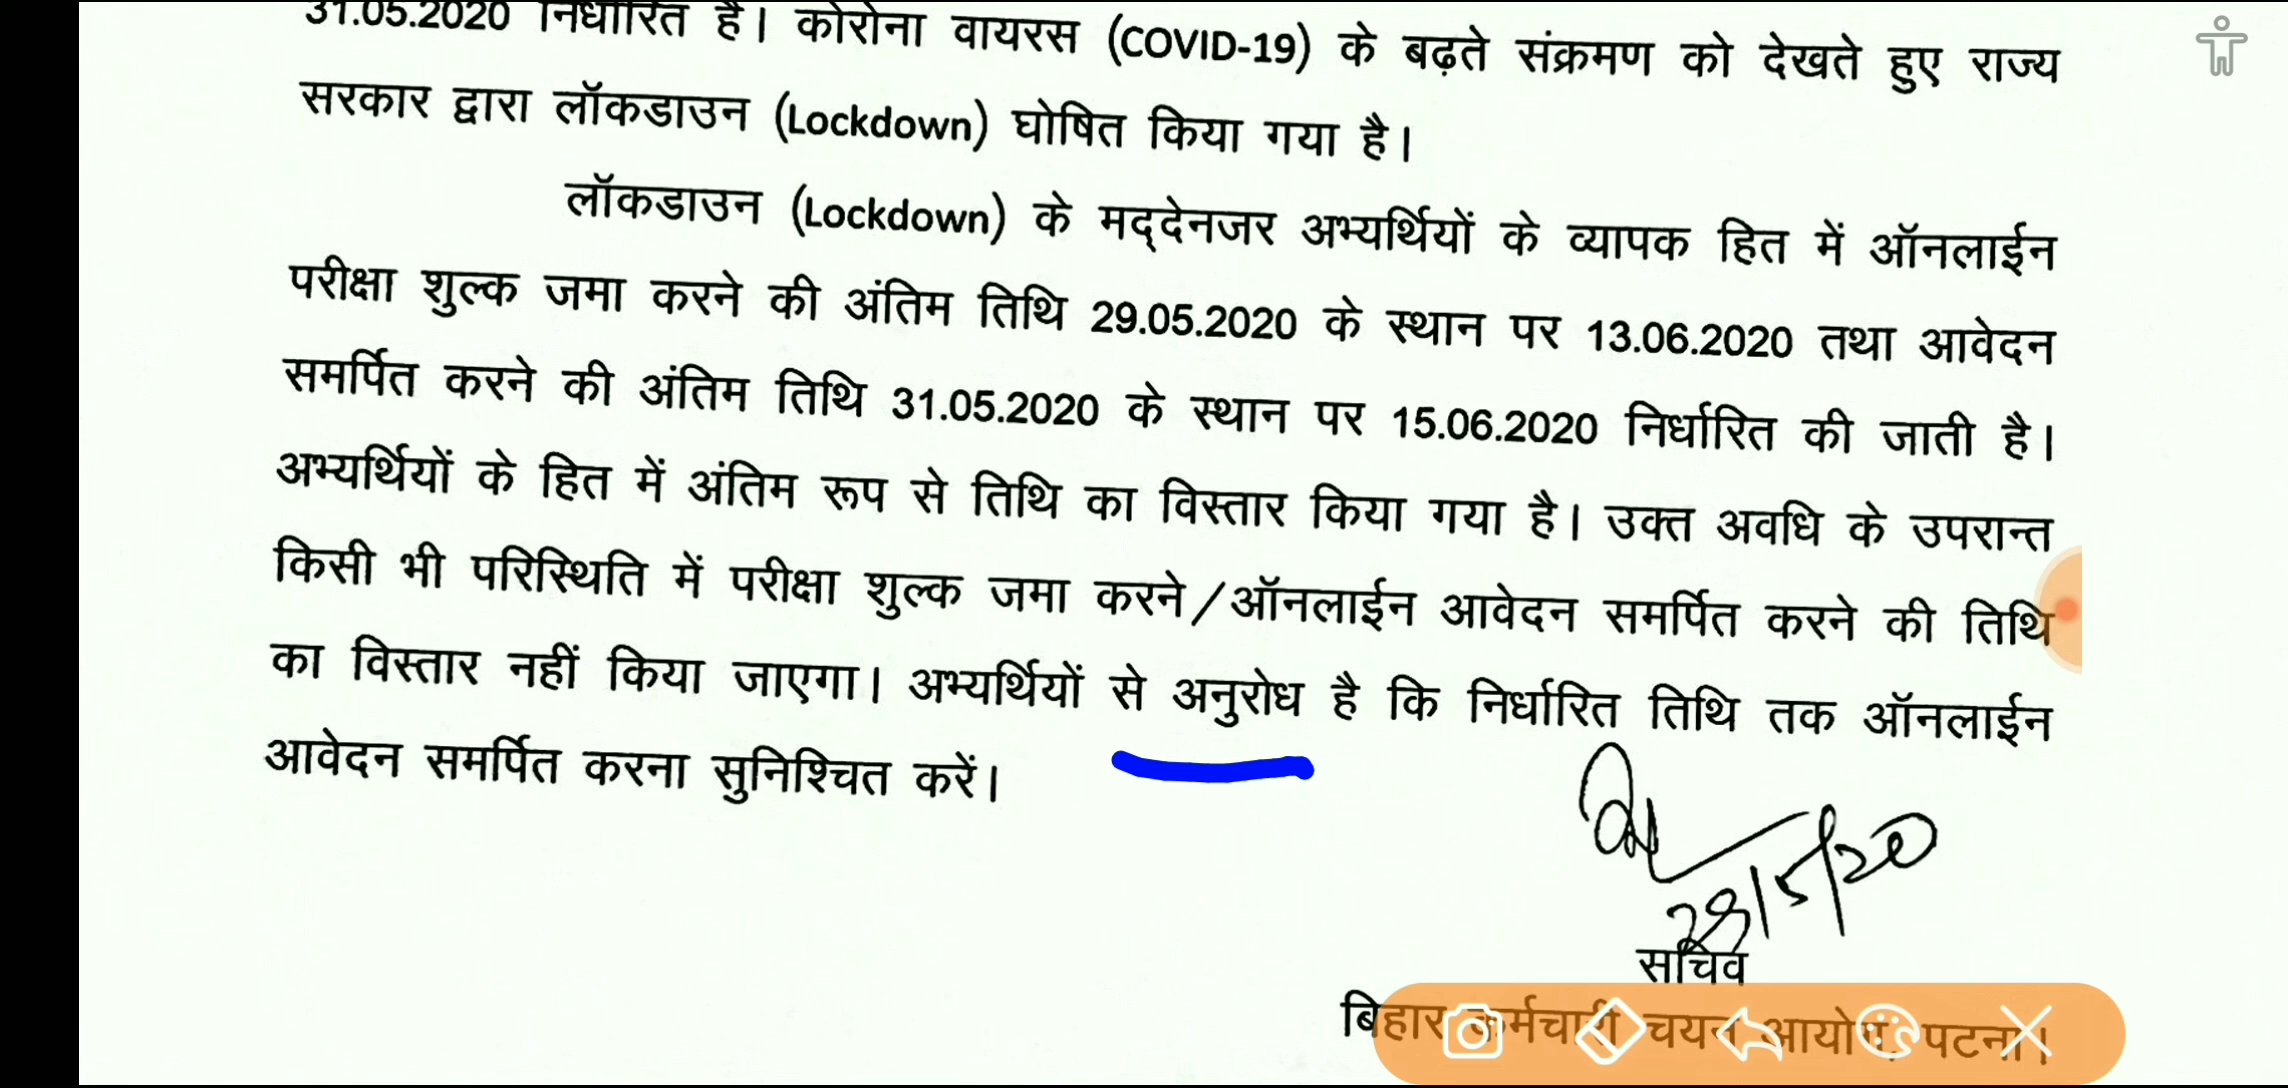 31.05.2020 निर्धारित है। कोरोना वायरस (COVID-19) के बढ़ते संक्रमण को देखते हुए राज्य
सरकार द्वारा लॉकडाउन (Lockdown) घोषित किया गया है।
लॉकडाउन (Lockdown) के मद्देनजर अभ्यर्थियों के व्यापक हित में ऑनलाईन
परीक्षा शुल्क जमा करने की अंतिम तिथि 29.05.2020 के स्थान पर 13.06.2020 तथा आवेदन
समर्पित करने की अंतिम तिथि 31.05.2020 के स्थान पर 15.06.2020 निर्धारित की जाती है।
अभ्यर्थियों के हित में अंतिम रूप से तिथि का विस्तार किया गया है। उक्त अवधि के उपरान्त
किसी भी परिस्थिति में परीक्षा शुल्क जमा करने/ऑनलाईन आवेदन समर्पित करने की तिथि
का विस्तार नहीं किया जाएगा। अभ्यर्थियों से अनुरोध है कि निर्धारित तिथि तक ऑनलाईन
आवेदन समर्पित करना सुनिश्चित करें।
सचिव
बिहार कर्मचारी चयन आयोग, पटना।